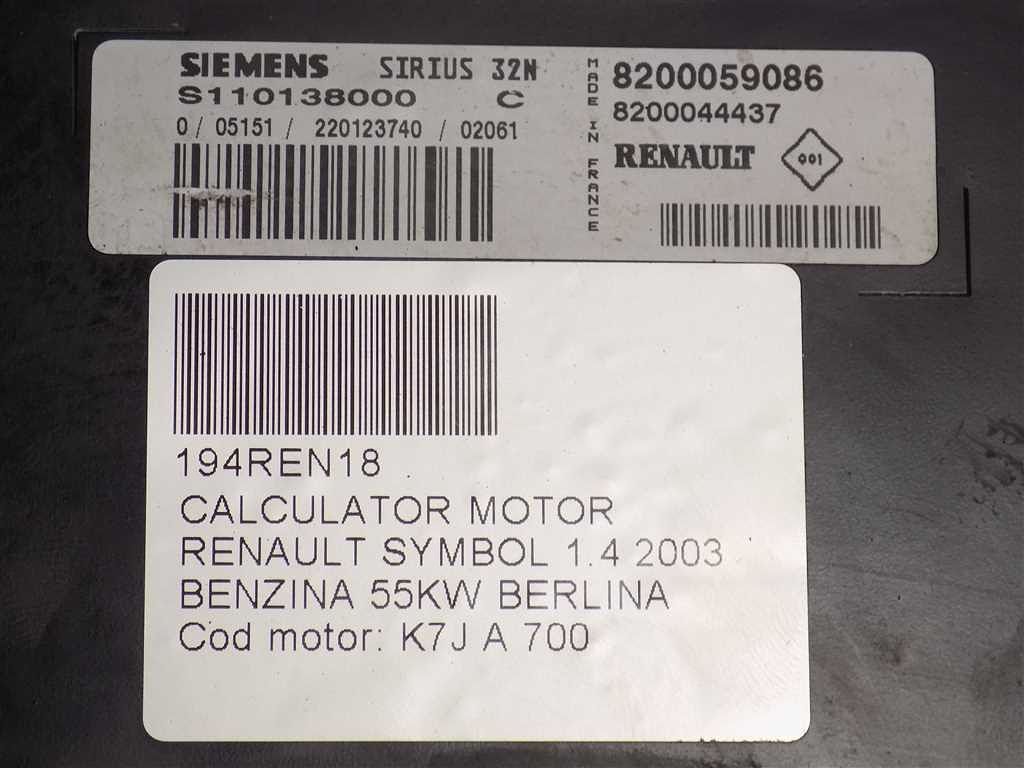 SIEMENS SIRIUS 32N
S110138000 C
0 / 05151 / 220123740 / 02061
MADE IN FRANCE
8200059086
8200044437
RENAULT 001
194REN18
CALCULATOR MOTOR
RENAULT SYMBOL 1.4 2003
BENZINA 55KW BERLINA
Cod motor: K7J A 700